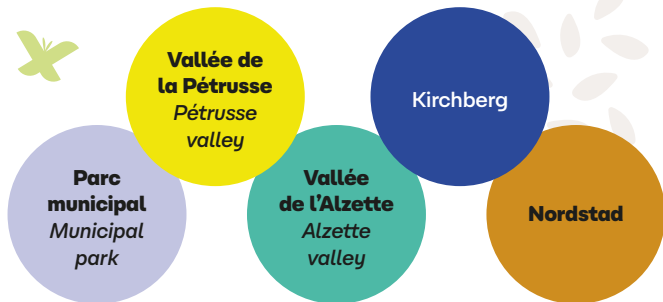 Parc
municipal
Municipal
park
Vallée de
la Pétrusse
Pétrusse
valley
Vallée
de l'Alzette
Alzette
valley
Kirchberg
Nordstad